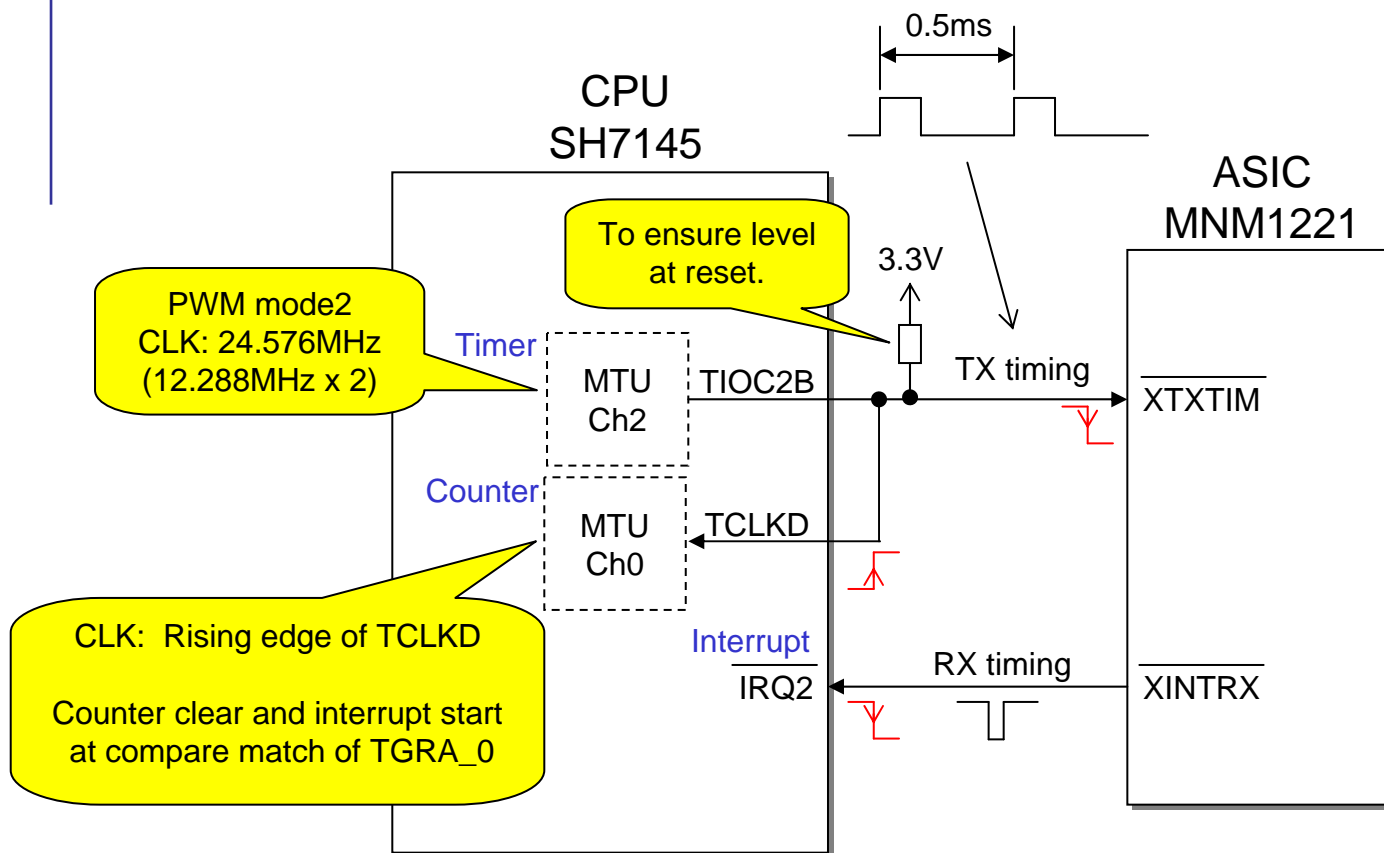 0.5ms
CPU
SH7145
ASIC
MNM1221
To ensure level
at reset.
3.3V
PWM mode2
CLK: 24.576MHz
(12.288MHz x 2)
Timer
MTU
Ch2
TIOC2B
TX timing
XTXTIM
Counter
MTU
Ch0
TCLKD
CLK: Rising edge of TCLKD
Counter clear and interrupt start
at compare match of TGRA_0
Interrupt
IRQ2
RX timing
XINTRX